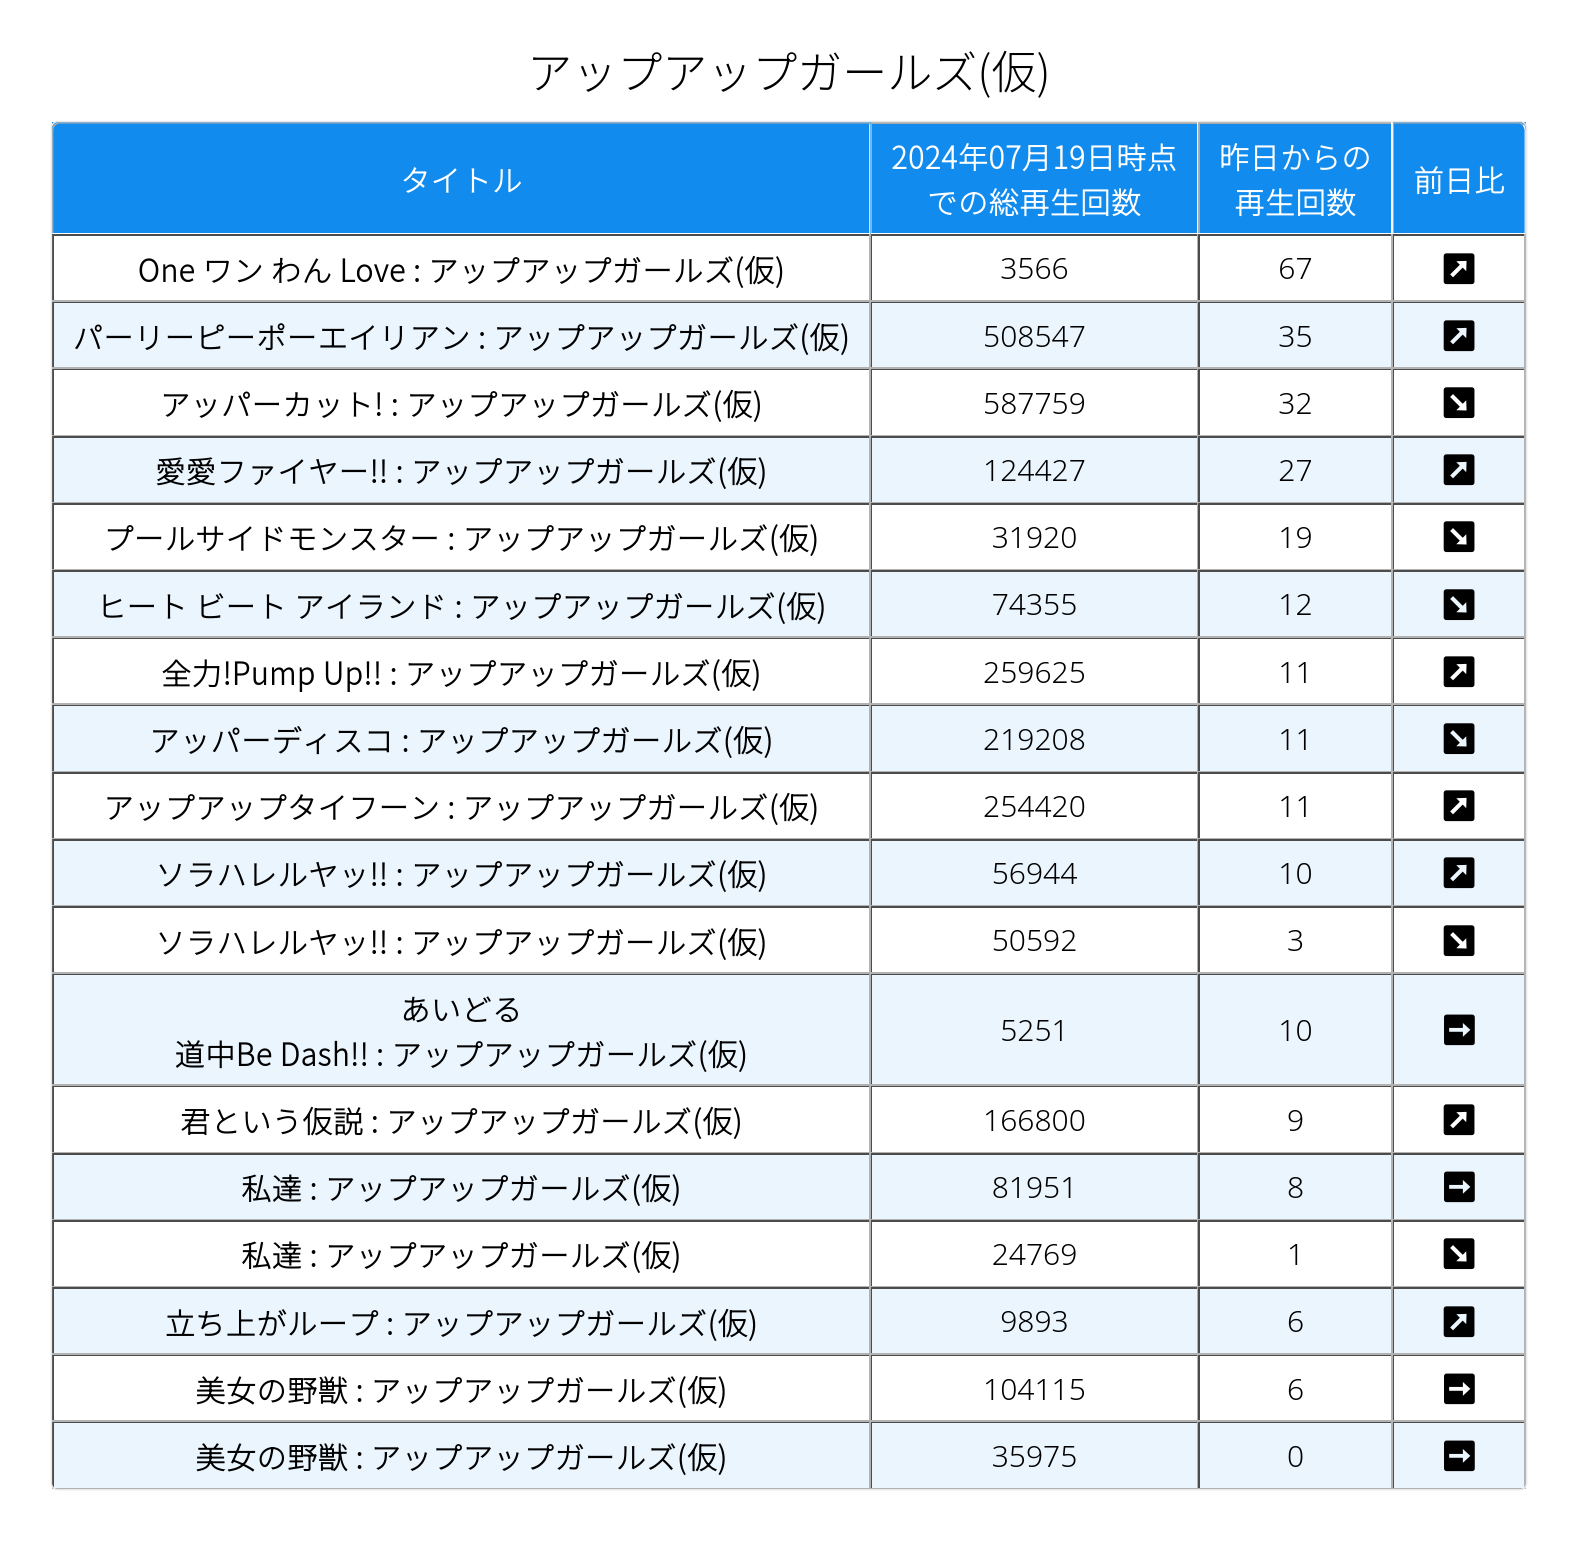 アップアップガールズ(仮)
タイトル
2024年07月19日時点
での総再生回数
昨日からの
再生回数
前日比
One ワン わん Love : アップアップガールズ(仮) 3566 67 ↗
パーリーピーポーエイリアン : アップアップガールズ(仮) 508547 35 ↗
アッパーカット! : アップアップガールズ(仮) 587759 32 ↘
愛愛ファイヤー!! : アップアップガールズ(仮) 124427 27 ↗
プールサイドモンスター : アップアップガールズ(仮) 31920 19 ↘
ヒート ビート アイランド : アップアップガールズ(仮) 74355 12 ↘
全力!Pump Up!! : アップアップガールズ(仮) 259625 11 ↗
アッパーディスコ : アップアップガールズ(仮) 219208 11 ↘
アップアップタイフーン : アップアップガールズ(仮) 254420 11 ↗
ソラハレルヤッ!! : アップアップガールズ(仮) 56944 10 ↗
ソラハレルヤッ!! : アップアップガールズ(仮) 50592 3 ↘
あいどる
道中Be Dash!! : アップアップガールズ(仮) 5251 10 →
君という仮説 : アップアップガールズ(仮) 166800 9 ↗
私達 : アップアップガールズ(仮) 81951 8 →
私達 : アップアップガールズ(仮) 24769 1 ↘
立ち上がループ : アップアップガールズ(仮) 9893 6 ↗
美女の野獣 : アップアップガールズ(仮) 104115 6 →
美女の野獣 : アップアップガールズ(仮) 35975 0 →